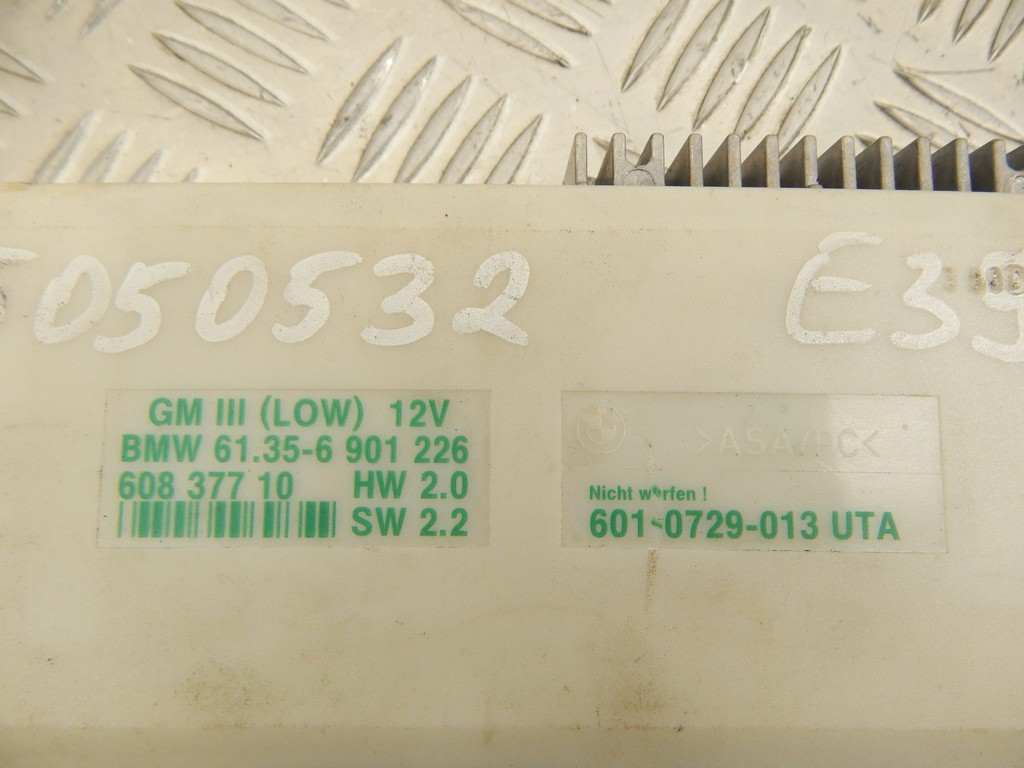 050532
E39
GM III (LOW) 12V
BMW 61.35-6 901 226
608 377 10 HW 2.0
SW 2.2
>ASA/PC<
Nicht werfen !
601-0729-013 UTA